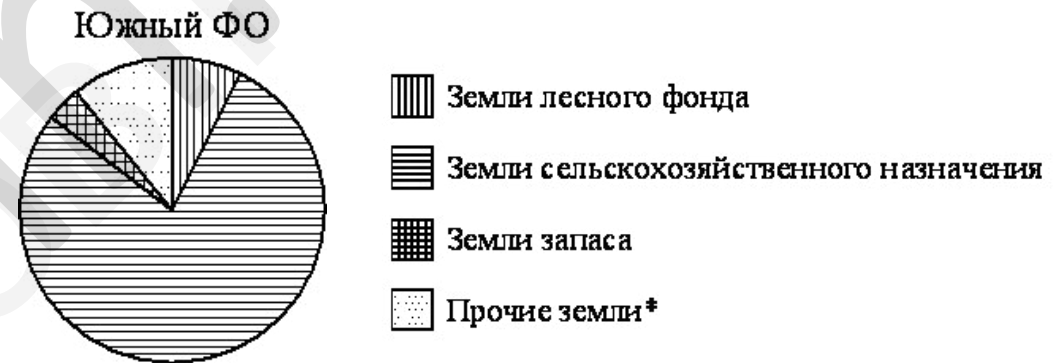 Южный ФО
Земли лесного фонда
Земли сельскохозяйственного назначения
Земли запаса
Прочие земли*